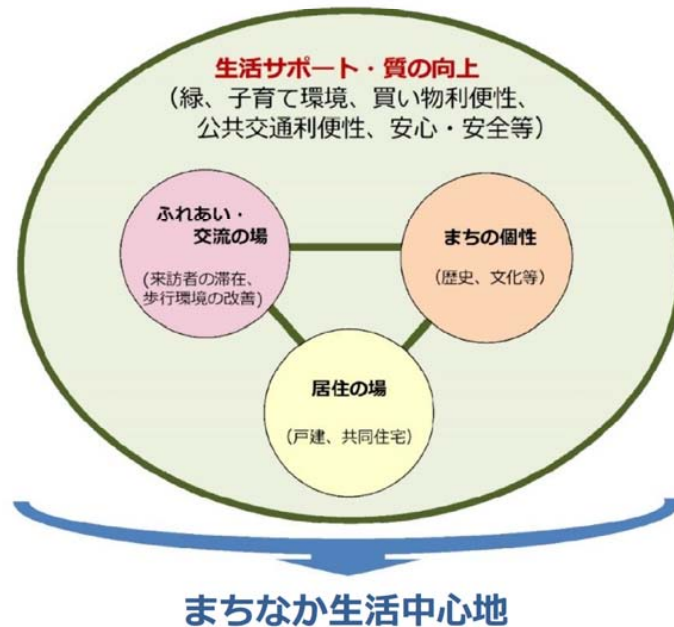 生活サポート・質の向上
（緑、子育て環境、買い物利便性、
公共交通利便性、安心・安全等）
ふれあい・
交流の場
(来訪者の滞在、
歩行環境の改善)
まちの個性
（歴史、文化等）
居住の場
（戸建、共同住宅）
まちなか生活中心地